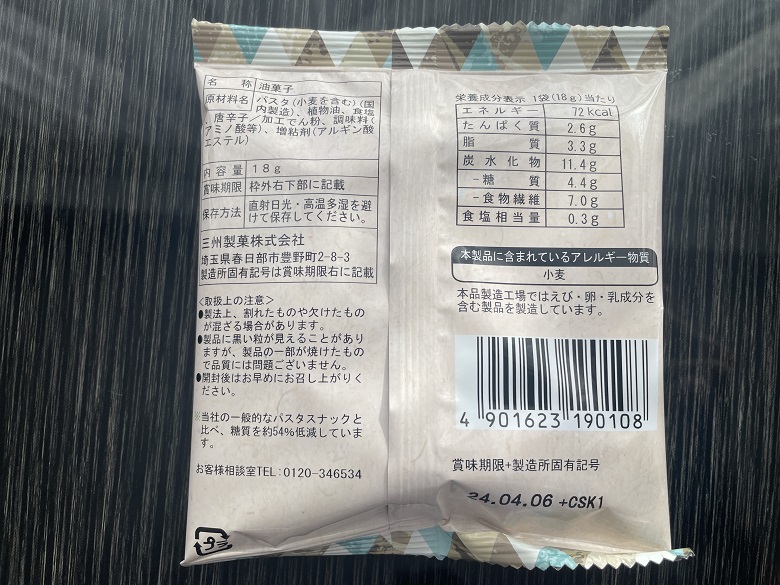 名称 油菓子
原材料名 パスタ(小麦を含む)(国
内製造)、植物油、食塩
、唐辛子/加工でん粉、調味料(
アミノ酸等)、増粘剤(アルギン酸
エステル)
内容量 18g
賞味期限 枠外右下部に記載
保存方法 直射日光・高温多湿を避
けて保存してください。
三州製菓株式会社
埼玉県春日部市豊野町2-8-3
製造所固有記号は賞味期限右に記載
<取扱上の注意>
●製法上、割れたものや欠けたもの
が混ざる場合があります。
●製品に黒い粒が見えることがあり
ますが、製品の一部が焼けたもの
で品質には問題ございません。
●開封後はお早めにお召し上がりく
ださい。
※当社の一般的なパスタスナックと
比べ、糖質を約54%低減していま
す。
お客様相談室TEL:0120-346534
プラ
栄養成分表示 1袋(18g)当たり
エネルギー 72kcal
たんぱく質 2.6g
脂質 3.3g
炭水化物 11.4g
-糖質 4.4g
-食物繊維 7.0g
食塩相当量 0.3g
本製品に含まれているアレルギー物質
小麦
本品製造工場ではえび・卵・乳成分を
含む製品を製造しています。
4 901623 190108
賞味期限+製造所固有記号
24.04.06 +CSK1